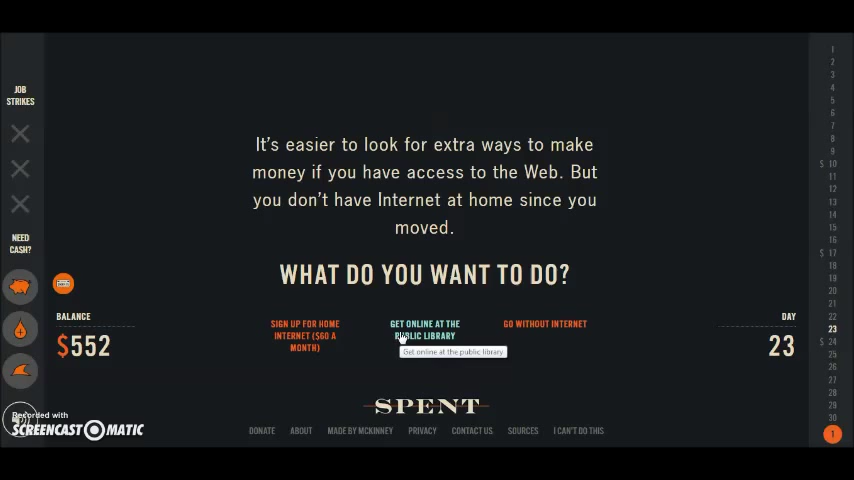 JOB
STRIKES
NEED
CASH?
It's easier to look for extra ways to make
money if you have access to the Web. But
you don't have Internet at home since you
moved.
WHAT DO YOU WANT TO DO?
BALANCE
$552
SIGN UP FOR HOME
INTERNET ($60 A
MONTH)
GET ONLINE AT THE
PUBLIC LIBRARY
Get online at the public library
GO WITHOUT INTERNET
DAY
23
SPENT
DONATE ABOUT MADE BY MCKINNEY PRIVACY CONTACT US SOURCES I CAN'T DO THIS
Recorded with
SCREENCAST-O-MATIC
1
2
3
4
5
6
7
8
9
$ 10
11
12
13
14
15
16
$ 17
18
19
20
21
22
23
$ 24
25
26
27
28
29
30
1